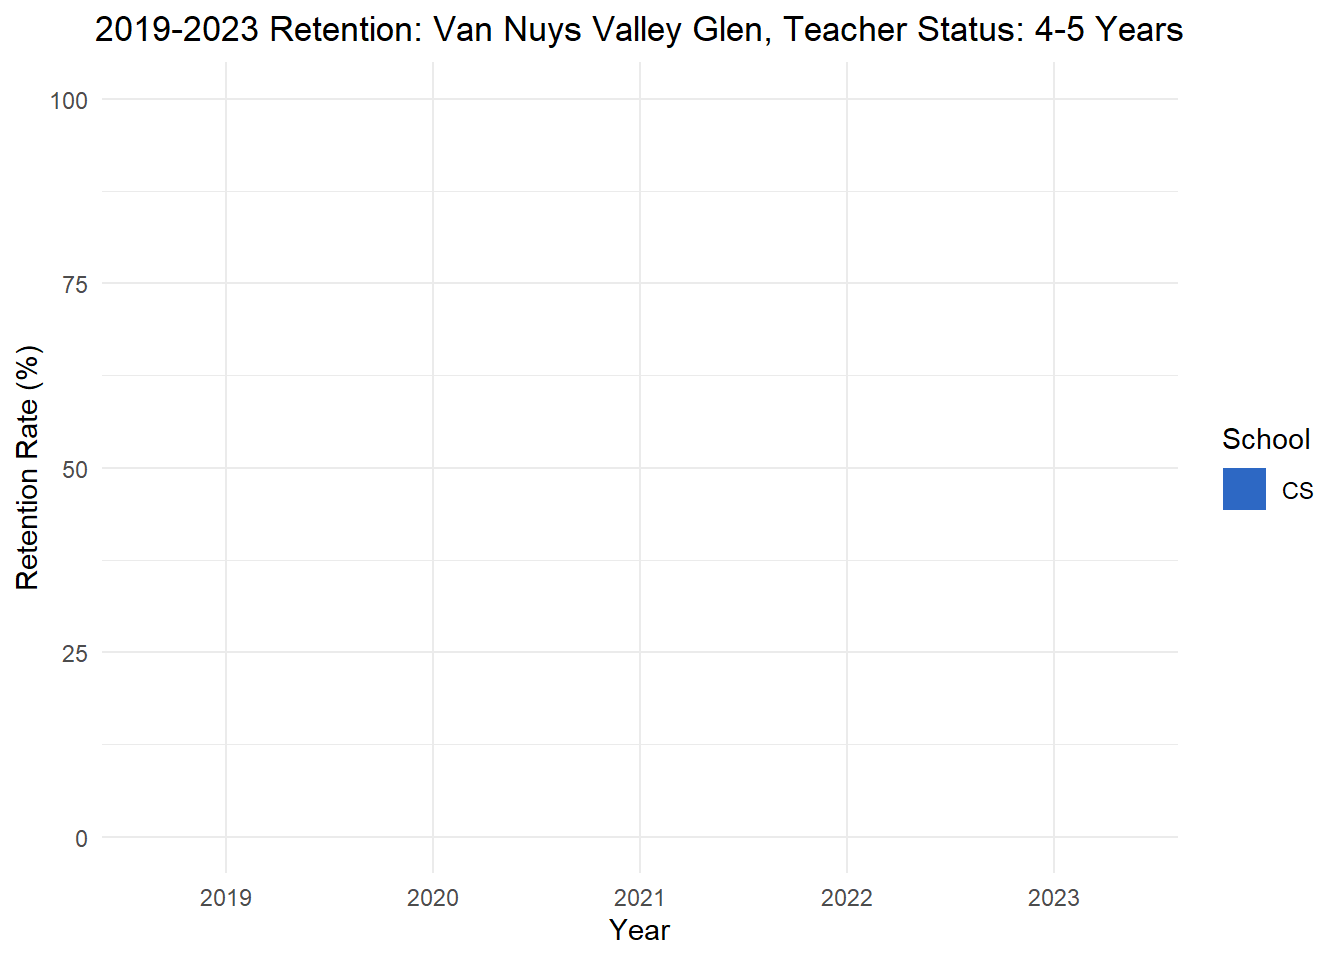 2019-2023 Retention: Van Nuys Valley Glen, Teacher Status: 4-5 Years
100
75
50
25
0
Retention Rate (%)
2019 2020 2021 2022 2023
Year
School
CS